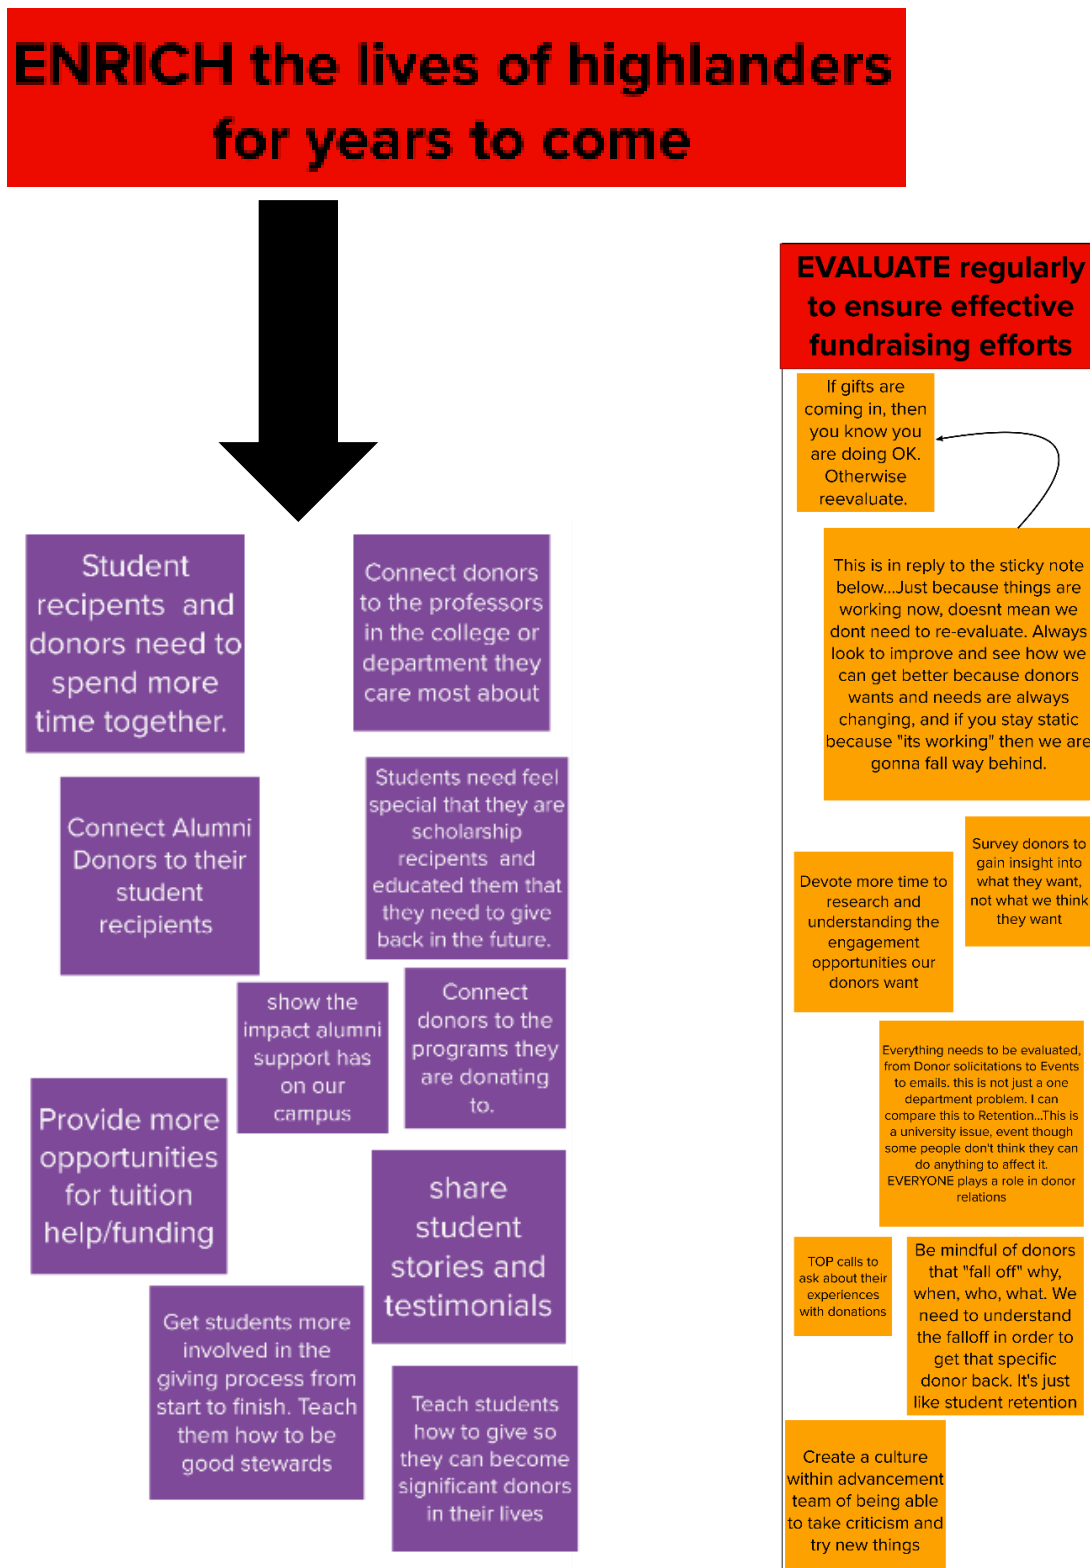 ENRICH the lives of highlanders
for years to come
Student
recipents and
donors need to
spend more
time together.
Connect donors
to the professors
in the college or
department they
care most about
Connect Alumni
Donors to their
student
recipients
Students need feel
special that they are
scholarship
recipents and
educated them that
they need to give
back in the future.
show the
impact alumni
support has
on our
campus
Connect
donors to the
programs they
are donating
to.
Provide more
opportunities
for tuition
help/funding
share
student
stories and
testimonials
Get students more
involved in the
giving process from
start to finish. Teach
them how to be
good stewards
Teach students
how to give so
they can become
significant donors
in their lives
EVALUATE regularly
to ensure effective
fundraising efforts
If gifts are
coming in, then
you know you
are doing OK.
Otherwise
reevaluate.
This is in reply to the sticky note
below...Just because things are
working now, doesnt mean we
dont need to re-evaluate. Always
look to improve and see how we
can get better because donors
wants and needs are always
changing, and if you stay static
because "its working" then we are
gonna fall way behind.
Devote more time to
research and
understanding the
engagement
opportunities our
donors want
Survey donors to
gain insight into
what they want,
not what we think
they want
Everything needs to be evaluated,
from Donor solicitations to Events
to emails. this is not just a one
department problem. I can
compare this to Retention...This is
a university issue, event though
some people don't think they can
do anything to affect it.
EVERYONE plays a role in donor
relations
TOP calls to
ask about their
experiences
with donations
Be mindful of donors
that "fall off" why,
when, who, what. We
need to understand
the falloff in order to
get that specific
donor back. It's just
like student retention
Create a culture
within advancement
team of being able
to take criticism and
try new things